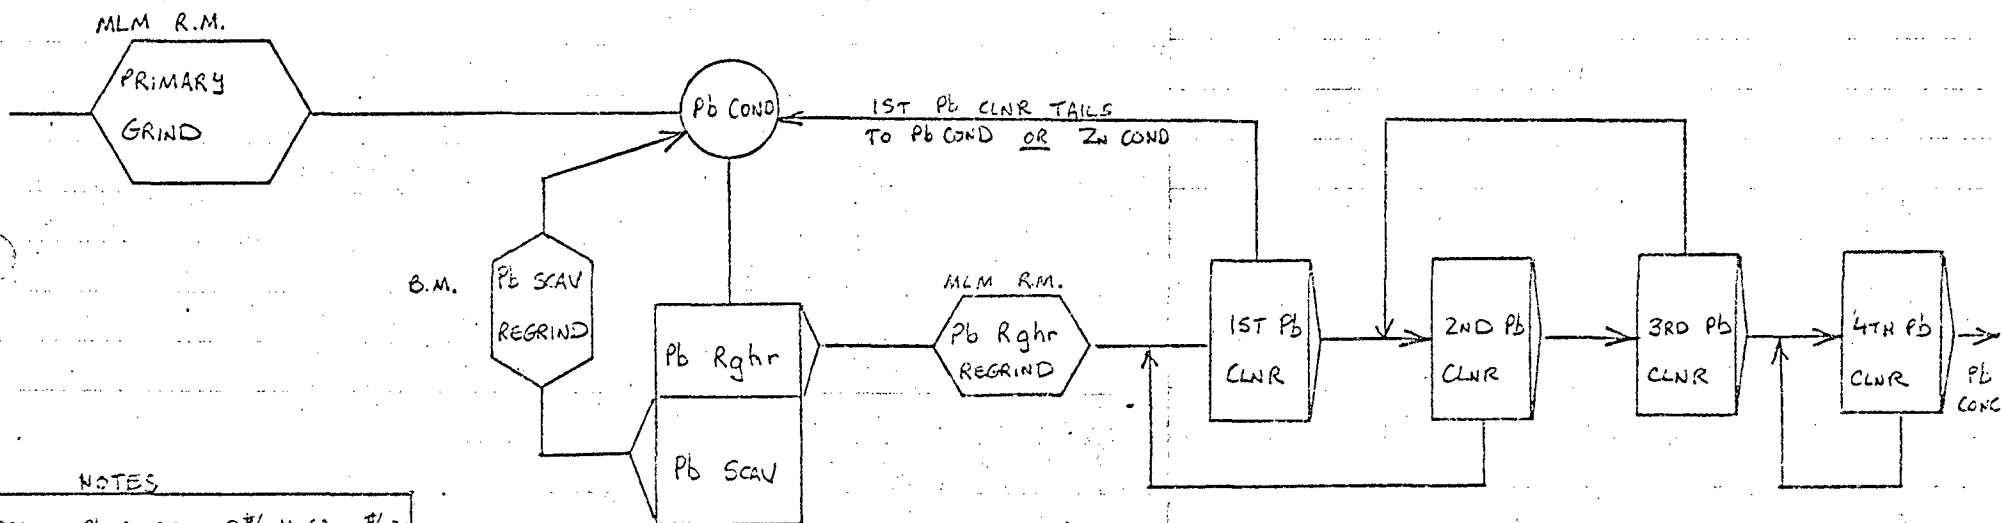 MLM R.M.
PRIMARY
GRIND
Pb COND
1ST Pb CLNR TAILS
TO Pb COND OR ZN COND
B.M.
Pb SCAV
REGRIND
Pb Rghr
Pb SCAV
MLM R.M.
Pb Rghr
REGRIND
1ST Pb
CLNR
2ND Pb
CLNR
3RD Pb
CLNR
4TH Pb
CLNR
Pb
CONC
NOTES